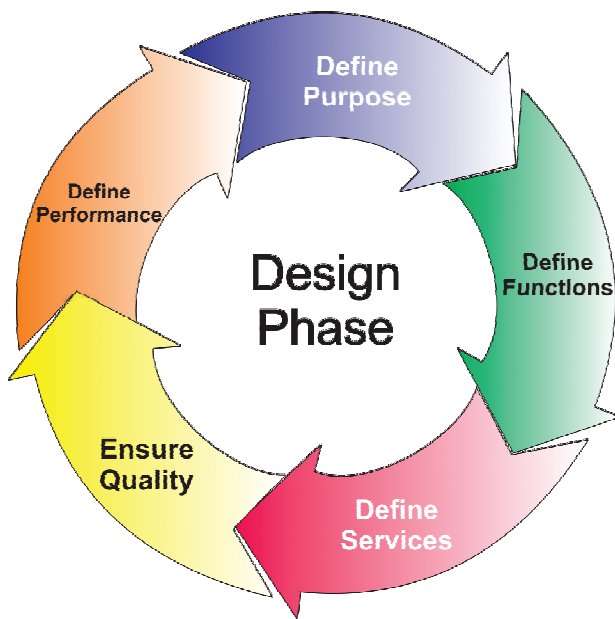 Define
Purpose
Define
Functions
Define
Services
Ensure
Quality
Define
Performance
Design
Phase